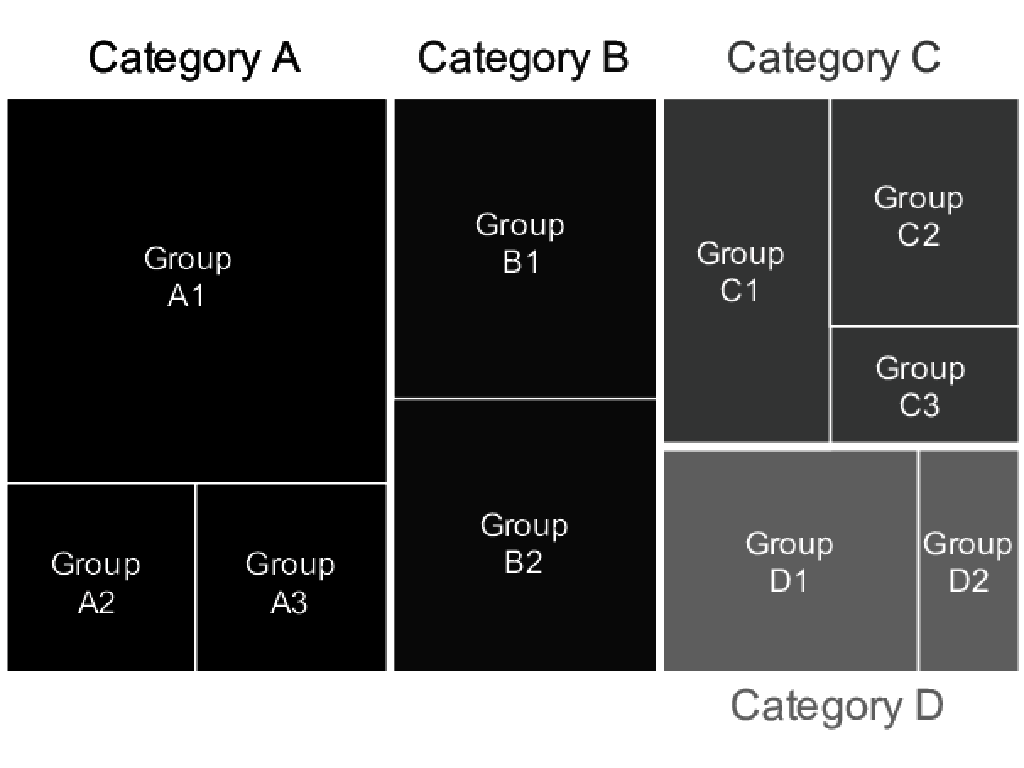 Category A
Category B
Category C
Group
A1
Group
A2
Group
A3
Group
B1
Group
B2
Group
C1
Group
C2
Group
C3
Group
D1
Group
D2
Category D